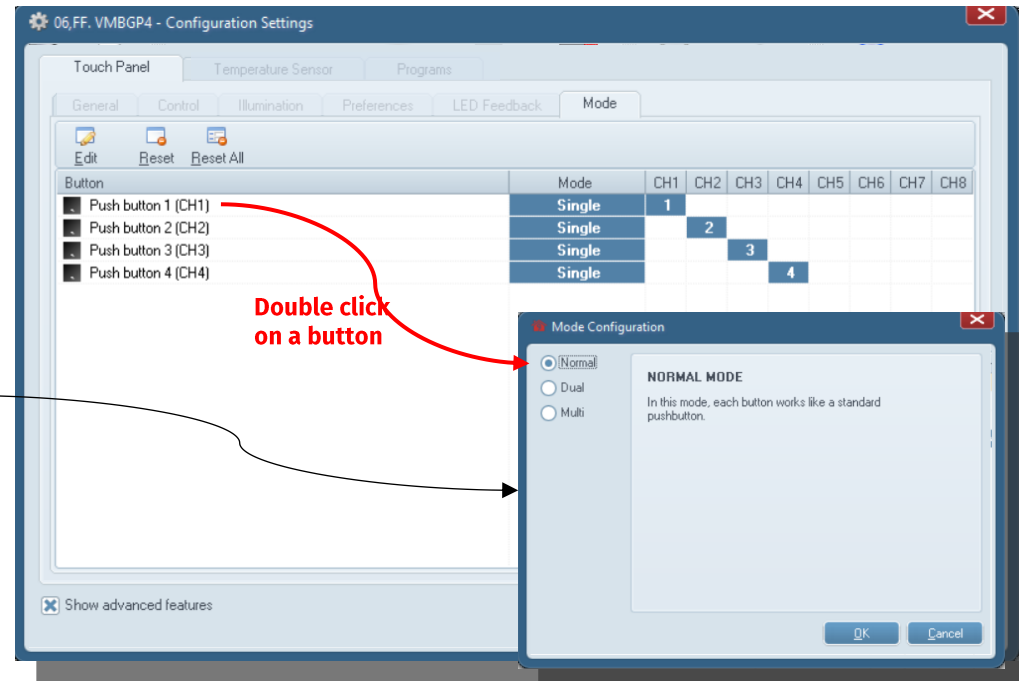 06,FF. VMBGP4 - Configuration Settings
Touch Panel Temperature Sensor Programs
General Control Illumination Preferences LED Feedback Mode
Edit Reset Reset All
Button Mode CH1 CH2 CH3 CH4 CH5 CH6 CH7 CH8
Push button 1 (CH1) Single 1
Push button 2 (CH2) Single 2
Push button 3 (CH3) Single 3
Push button 4 (CH4) Single 4
Double click
on a button
Mode Configuration
Normal
Dual
Multi
NORMAL MODE
In this mode, each button works like a standard
pushbutton.
OK Cancel
Show advanced features